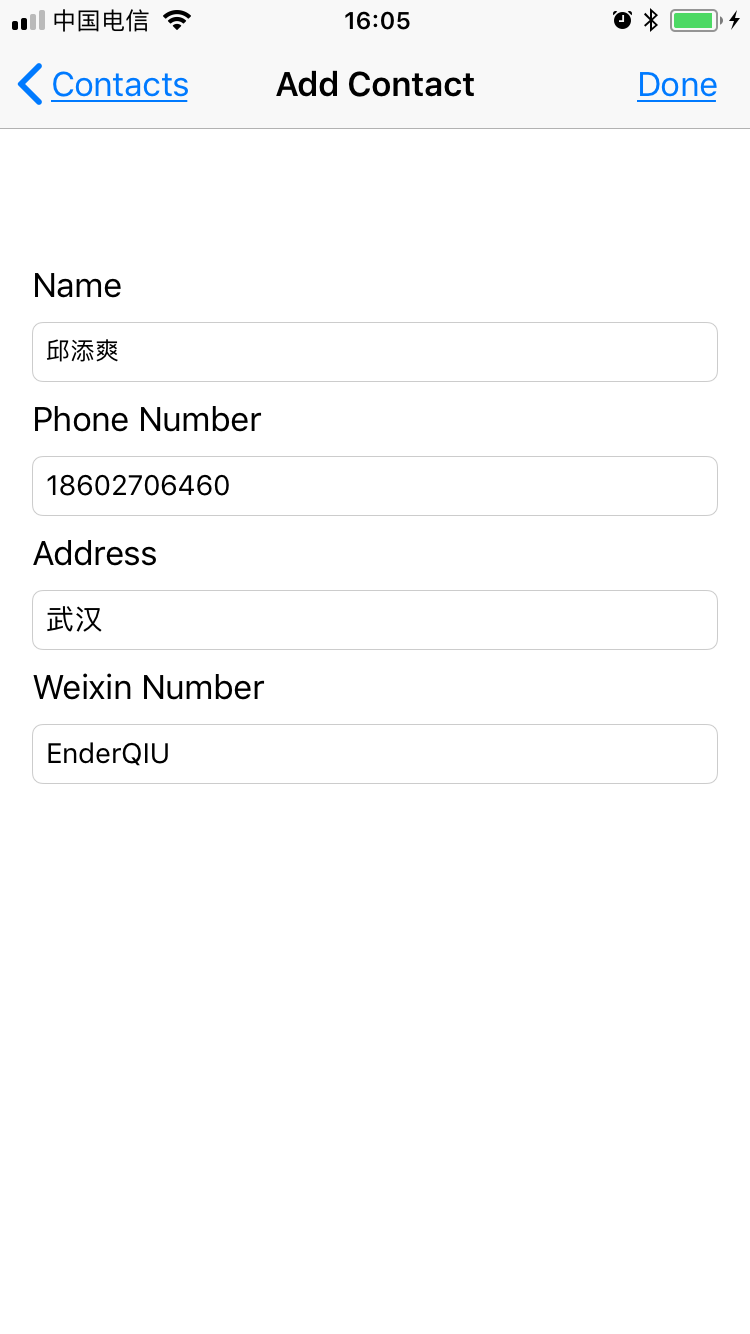 中国电信 16:05
Contacts Add Contact Done
Name
邱添爽
Phone Number
18602706460
Address
武汉
Weixin Number
EnderQIU